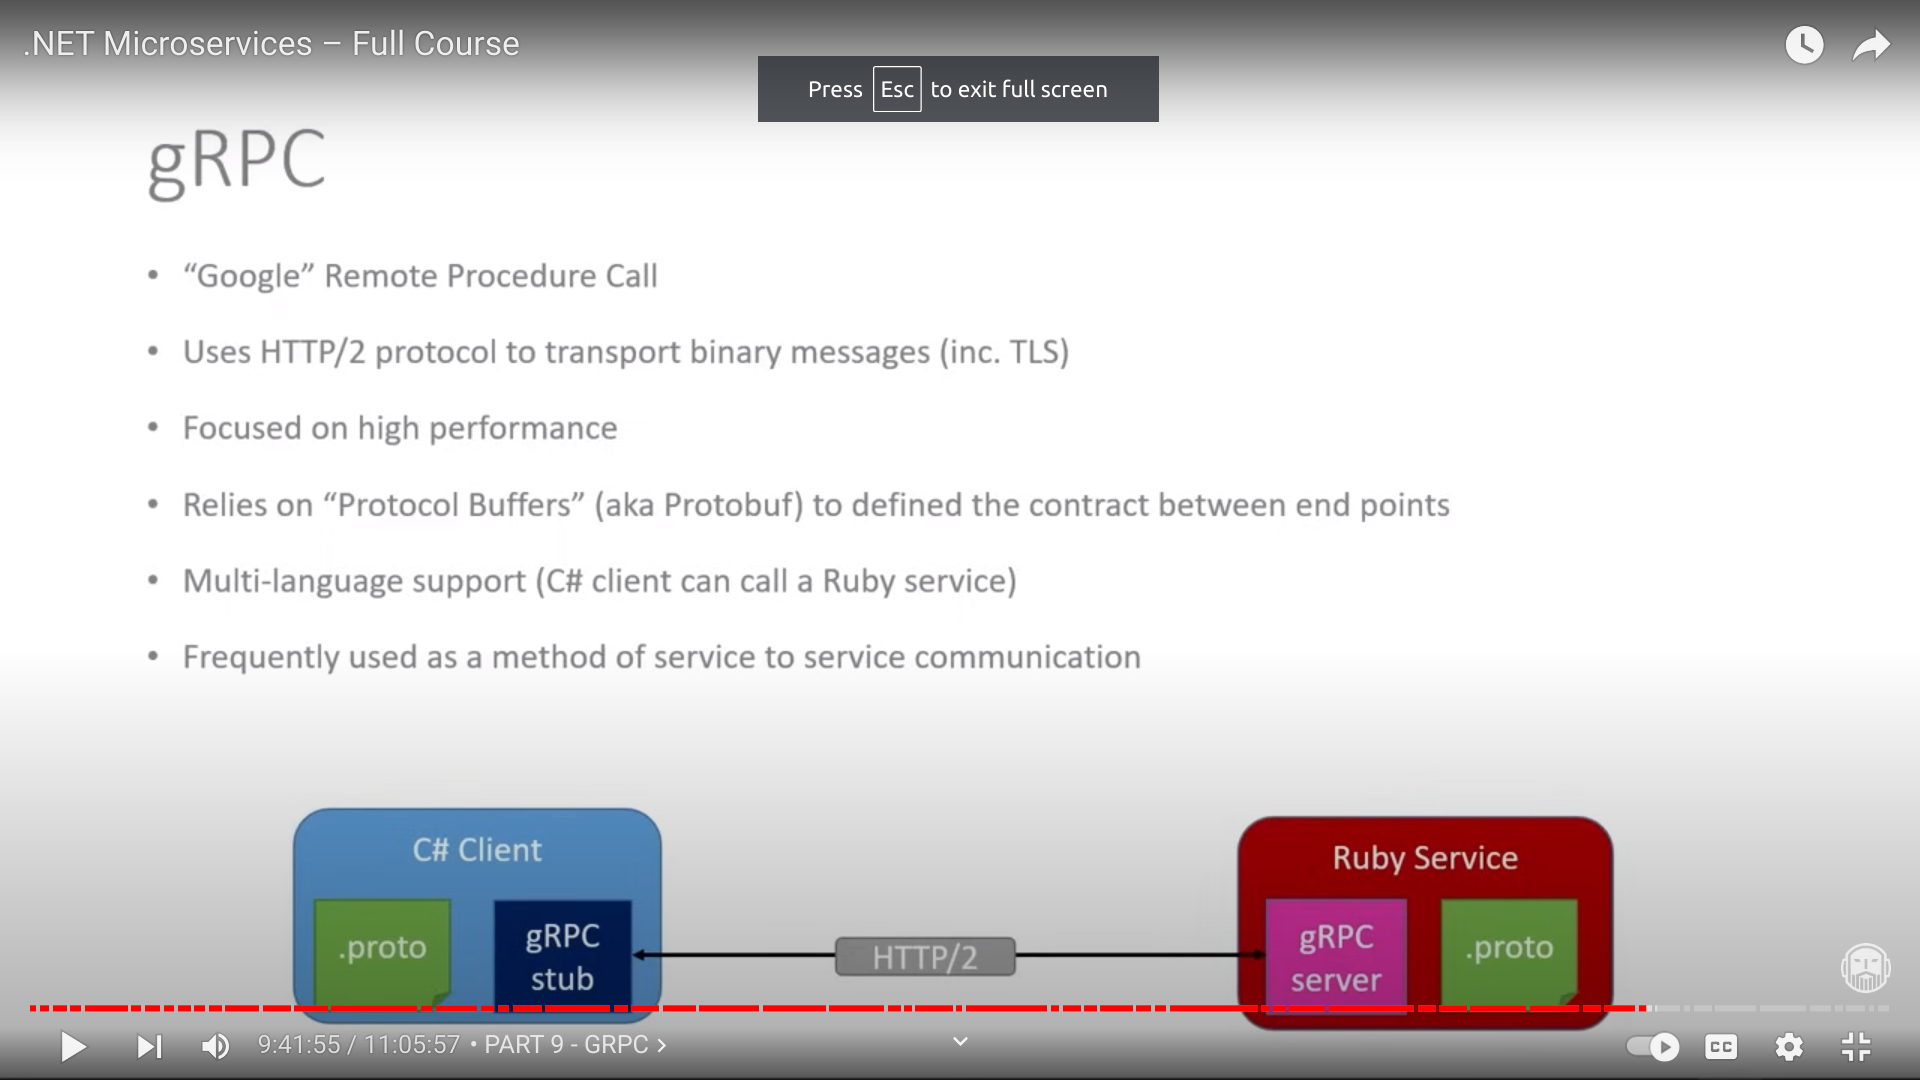 .NET Microservices – Full Course
Press Esc to exit full screen
gRPC
• “Google” Remote Procedure Call
• Uses HTTP/2 protocol to transport binary messages (inc. TLS)
• Focused on high performance
• Relies on “Protocol Buffers” (aka Protobuf) to defined the contract between end points
• Multi-language support (C# client can call a Ruby service)
• Frequently used as a method of service to service communication
C# Client
.proto
gRPC
stub
HTTP/2
Ruby Service
gRPC
server
.proto
9:41:55 / 11:05:57 • PART 9 - GRPC >
CC